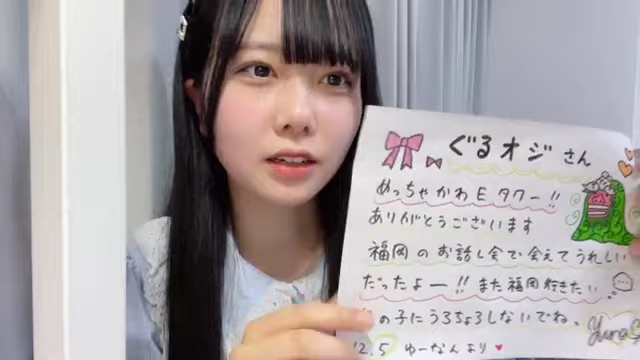 ぐるオジさん
めっちゃかわE タワー!!
ありがとうございます
福岡のお話し会で会えてうれしい
だったよー!! また福岡行きたい
の子にうろちょろしないでね、
12.5 ゆーなんより